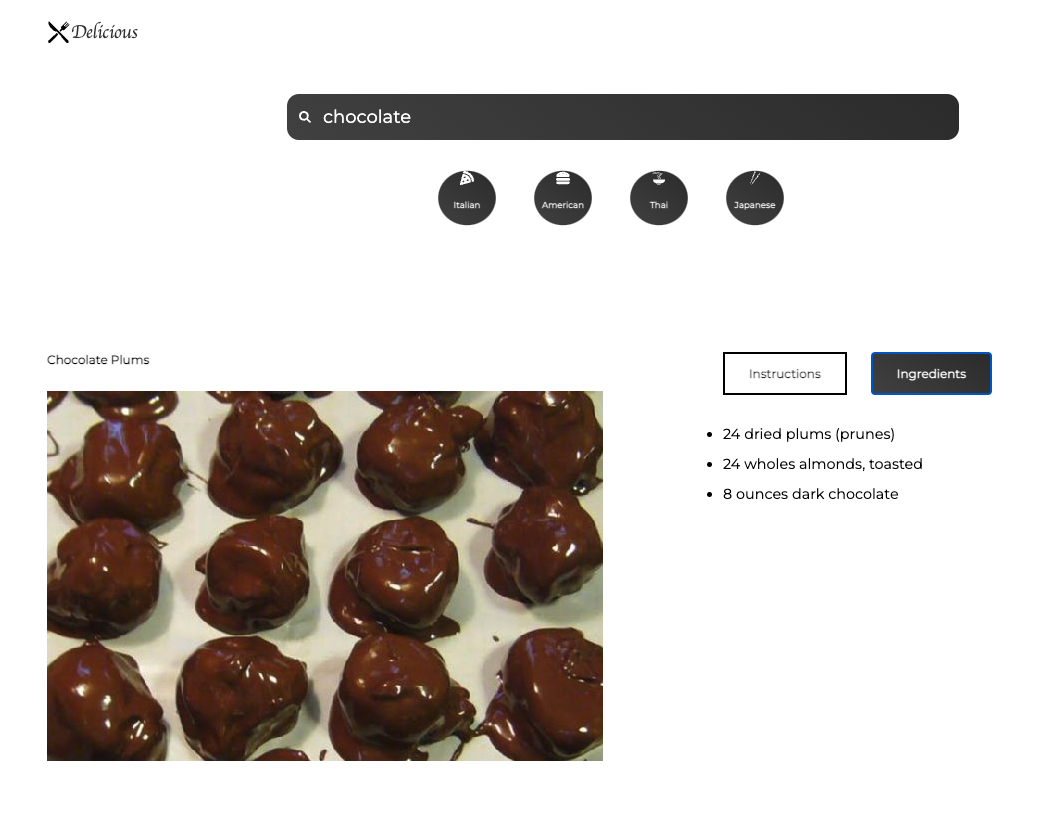 Delicious
chocolate
Italian
American
Thai
Japanese
Chocolate Plums
Instructions
Ingredients
24 dried plums (prunes)
24 wholes almonds, toasted
8 ounces dark chocolate